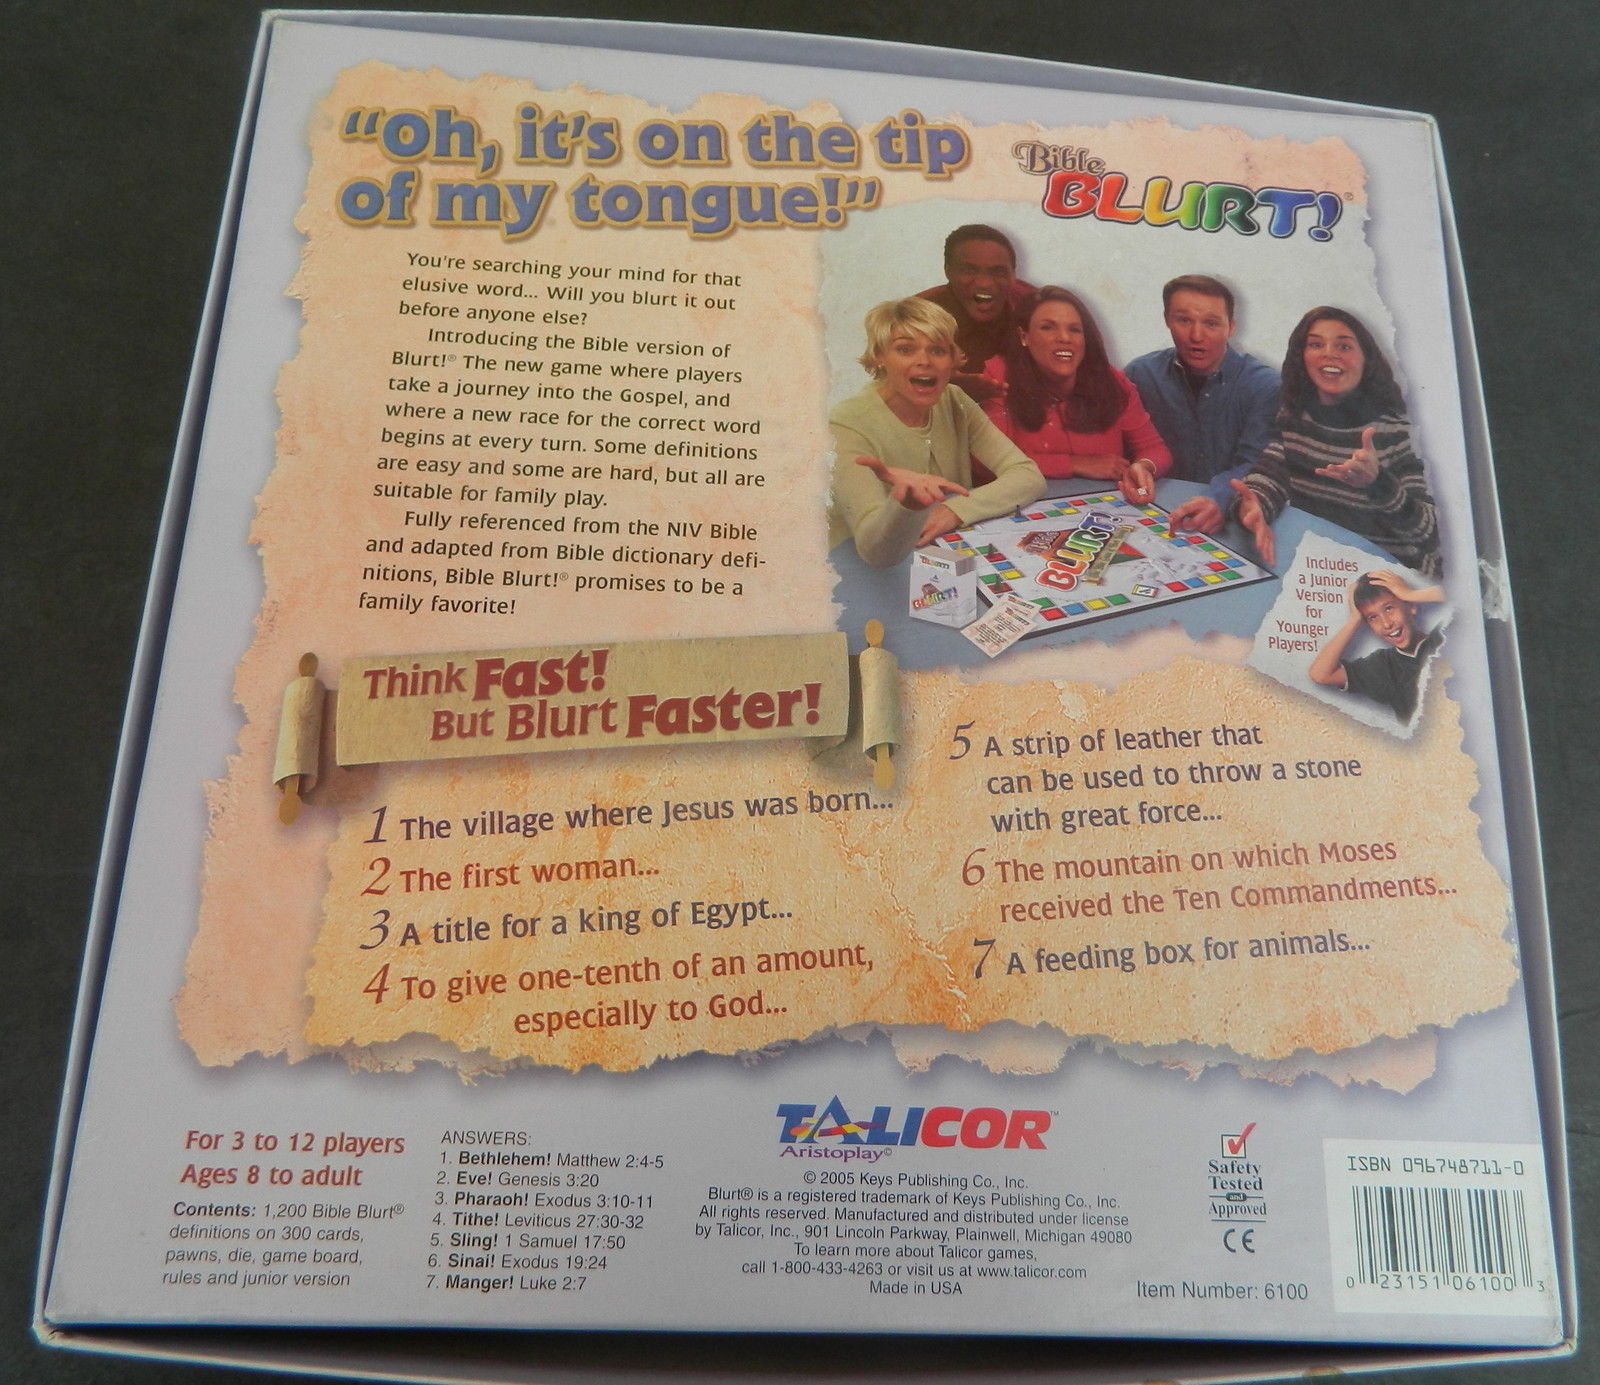 “Oh, it's on the tip
of my tongue!”
Bible
BLURT!®
You're searching your mind for that
elusive word... Will you blurt it out
before anyone else?
Introducing the Bible version of
Blurt!® The new game where players
take a journey into the Gospel, and
where a new race for the correct word
begins at every turn. Some definitions
are easy and some are hard, but all are
suitable for family play.
Fully referenced from the NIV Bible
and adapted from Bible dictionary defi-
nitions, Bible Blurt!® promises to be a
family favorite!
BLURT!
BLURT!
Includes
a Junior
Version
for
Younger
Players!
Think Fast!
But Blurt Faster!
1 The village where Jesus was born...
2 The first woman...
3 A title for a king of Egypt...
4 To give one-tenth of an amount,
especially to God...
5 A strip of leather that
can be used to throw a stone
with great force...
6 The mountain on which Moses
received the Ten Commandments...
7 A feeding box for animals...
For 3 to 12 players
Ages 8 to adult
Contents: 1,200 Bible Blurt®
definitions on 300 cards,
pawns, die, game board,
rules and junior version
ANSWERS:
1. Bethlehem! Matthew 2:4-5
2. Eve! Genesis 3:20
3. Pharaoh! Exodus 3:10-11
4. Tithe! Leviticus 27:30-32
5. Sling! 1 Samuel 17:50
6. Sinai! Exodus 19:24
7. Manger! Luke 2:7
TALICOR™
Aristoplay©
© 2005 Keys Publishing Co., Inc.
Blurt® is a registered trademark of Keys Publishing Co., Inc.
All rights reserved. Manufactured and distributed under license
by Talicor, Inc., 901 Lincoln Parkway, Plainwell, Michigan 49080
To learn more about Talicor games,
call 1-800-433-4263 or visit us at www.talicor.com
Made in USA
Safety
Tested
and
Approved
CE
Item Number: 6100
ISBN 096748711-0
0 23151 06100 3